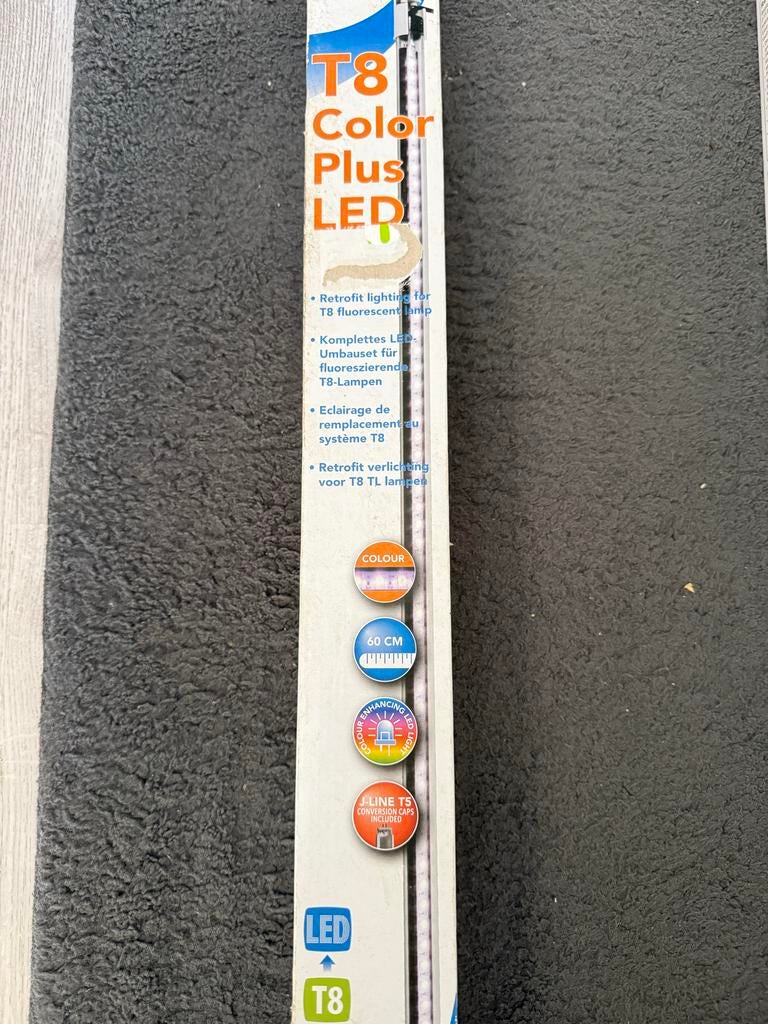 T8
Color
Plus
LED
• Retrofit lighting for
T8 fluorescent lamp
• Komplettes LED-
Umbauset für
fluoreszierende
T8-Lampen
• Eclairage de
remplacement au
système T8
• Retrofit verlichting
voor T8 TL lampen
COLOUR
60 CM
COLOUR ENHANCING LED LIGHT
J-LINE T5
CONVERSION CAPS
INCLUDED
LED
T8